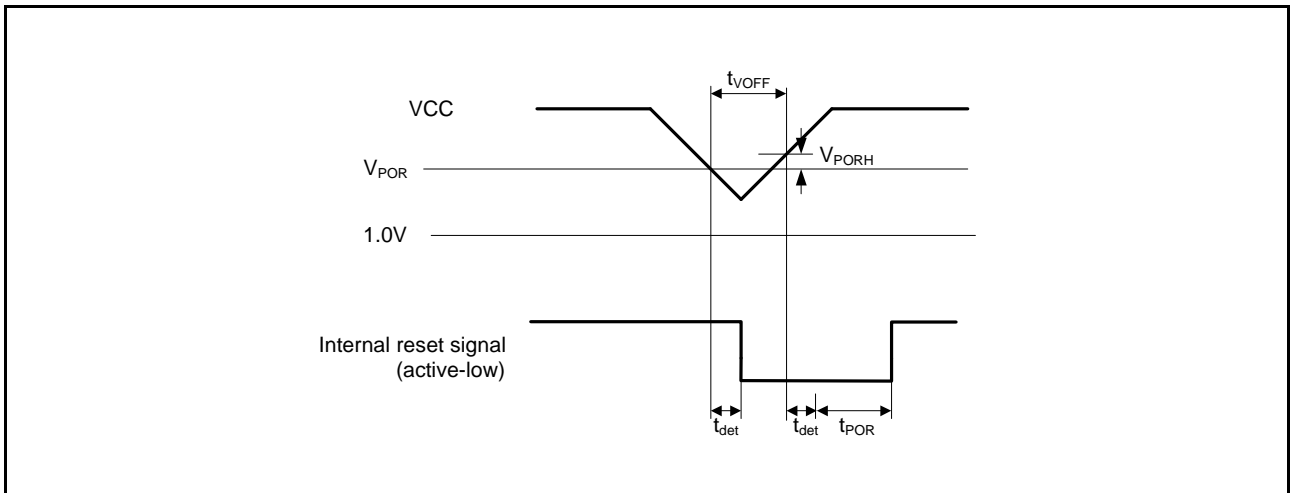 tVOFF
VCC
VPORH
VPOR
1.0V
Internal reset signal
(active-low)
tdet
tdet
tPOR